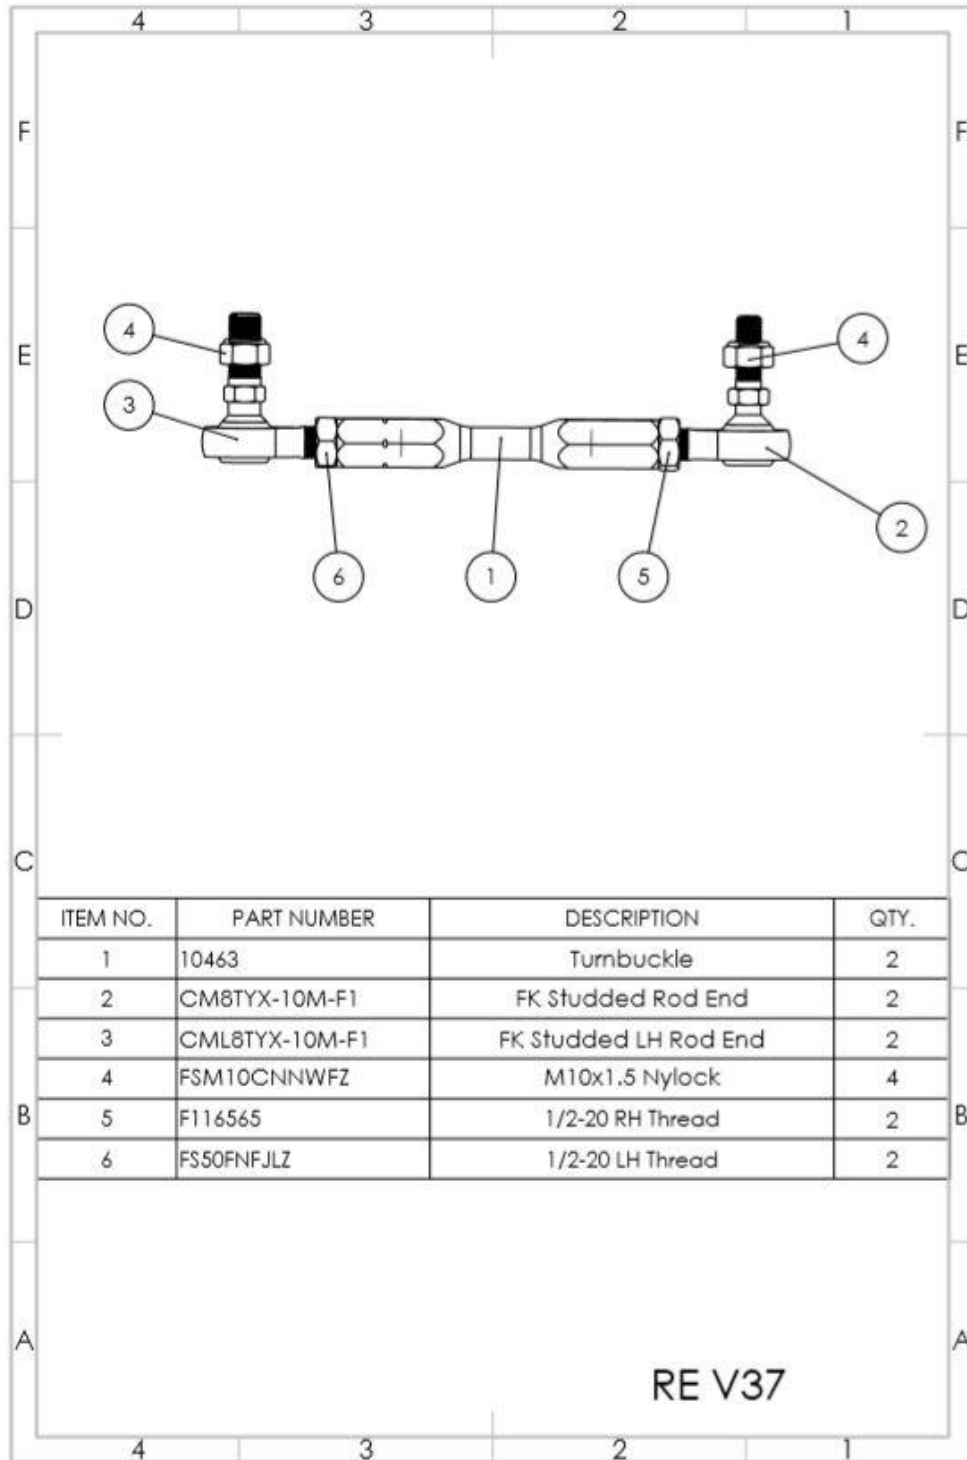 4 3 2 1
F F
4 4
E E
3
2
6 1 5
D D
C C
ITEM NO. PART NUMBER DESCRIPTION QTY.
1 10463 Turnbuckle 2
2 CM8TYX-10M-F1 FK Studded Rod End 2
3 CML8TYX-10M-F1 FK Studded LH Rod End 2
4 FSM10CNNWFZ M10x1.5 Nylock 4
B B
5 F116565 1/2-20 RH Thread 2
6 FS50FNFJLZ 1/2-20 LH Thread 2
A A
RE V37
4 3 2 1